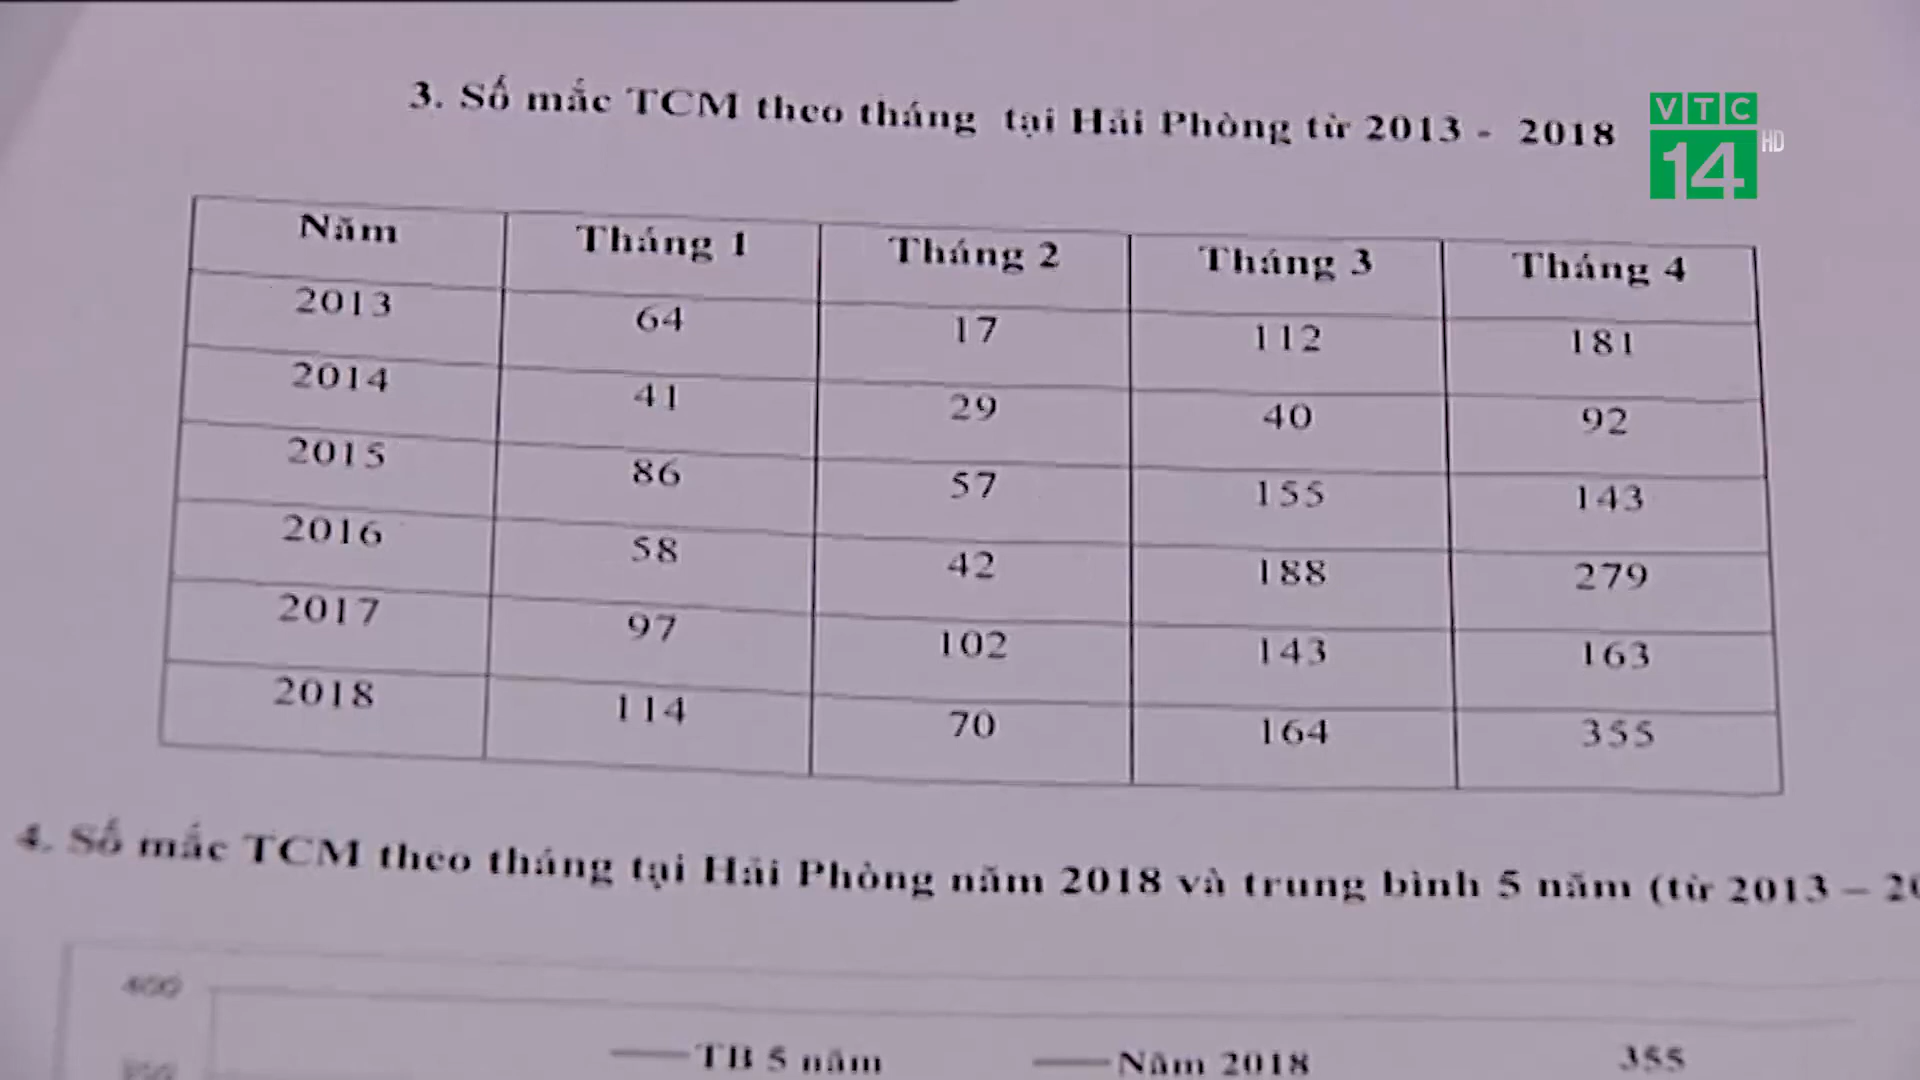 3. Số mắc TCM theo tháng tại Hải Phòng từ 2013 - 2018
VTC
14 HD
Năm Tháng 1 Tháng 2 Tháng 3 Tháng 4
2013 64 17 112 181
2014 41 29 40 92
2015 86 57 155 143
2016 58 42 188 279
2017 97 102 143 163
2018 114 70 164 355
4. Số mắc TCM theo tháng tại Hải Phòng năm 2018 và trung bình 5 năm (từ 2013 – 20
400
TB 5 năm Năm 2018 355